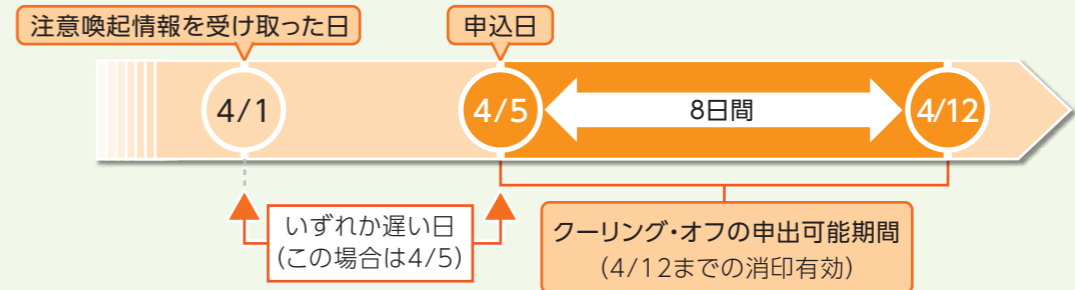 注意喚起情報を受け取った日
申込日
4/1
4/5
8日間
4/12
いずれか遅い日
(この場合は4/5)
クーリング・オフの申出可能期間
(4/12までの消印有効)